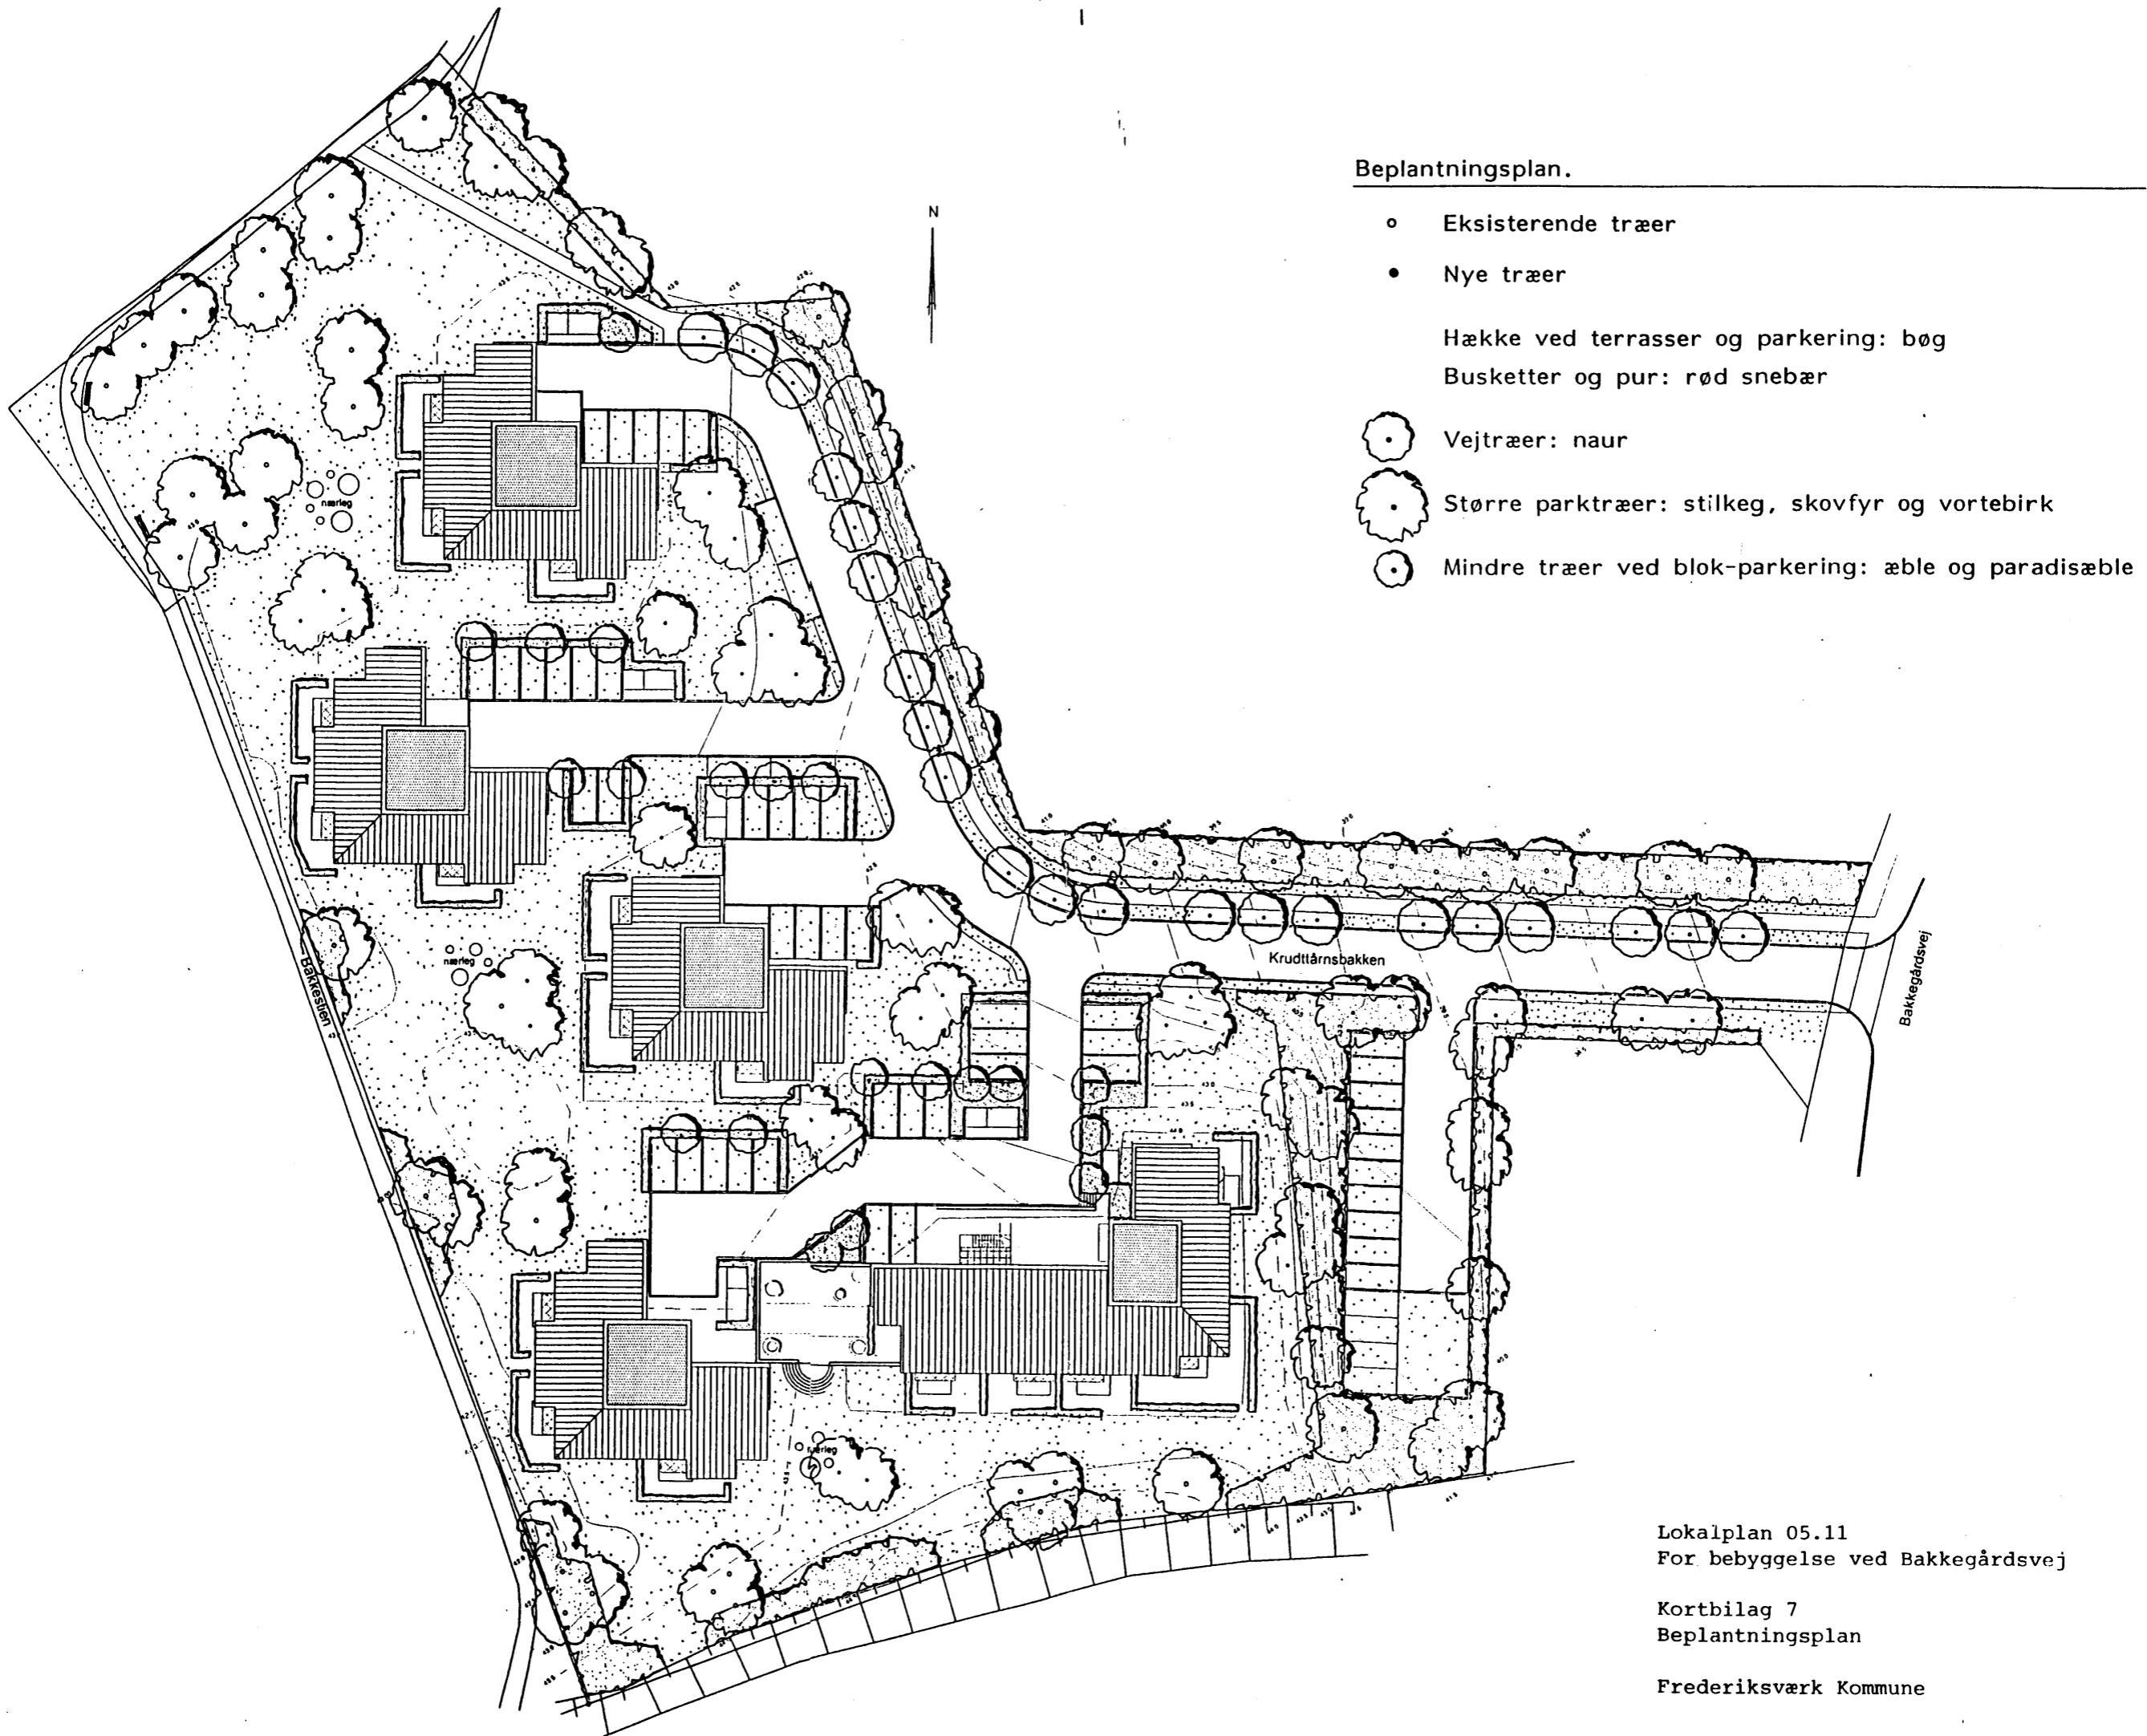 N
Beplantningsplan.
Eksisterende træer
Nye træer
Hække ved terrasser og parkering: bøg
Busketter og pur: rød snebær
Vejtræer: naur
Større parktræer: stilkeg, skovfyr og vortebirk
Mindre træer ved blok-parkering: æble og paradisæble
nærleg
nærleg
Bakkestien
Krudttårnsbakken
Bakkegårdsvej
nærleg
Lokalplan 05.11
For bebyggelse ved Bakkegårdsvej
Kortbilag 7
Beplantningsplan
Frederiksværk Kommune